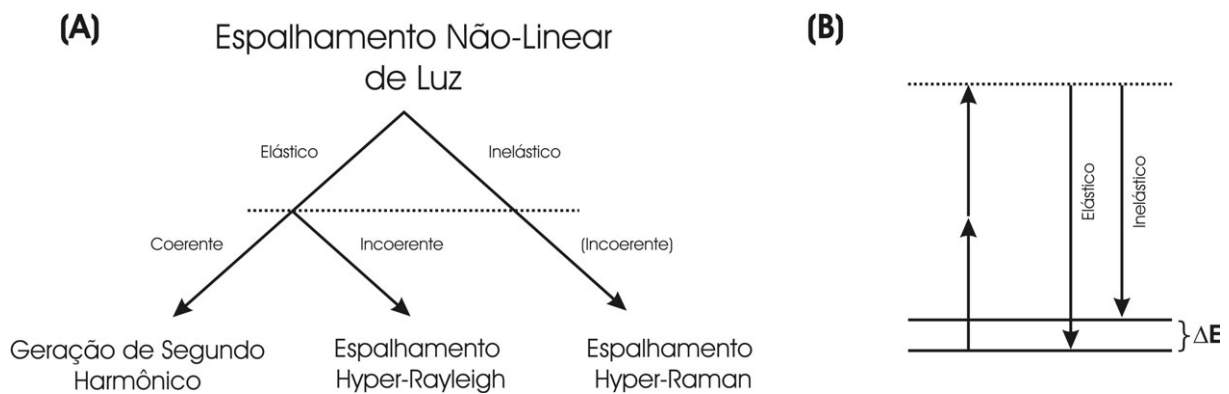 (A)
Espalhamento Não-Linear
de Luz
Elástico
Inelástico
Coerente
Incoerente
(Incoerente)
Geração de Segundo
Harmônico
Espalhamento
Hyper-Rayleigh
Espalhamento
Hyper-Raman
(B)
Elástico
Inelástico
ΔE